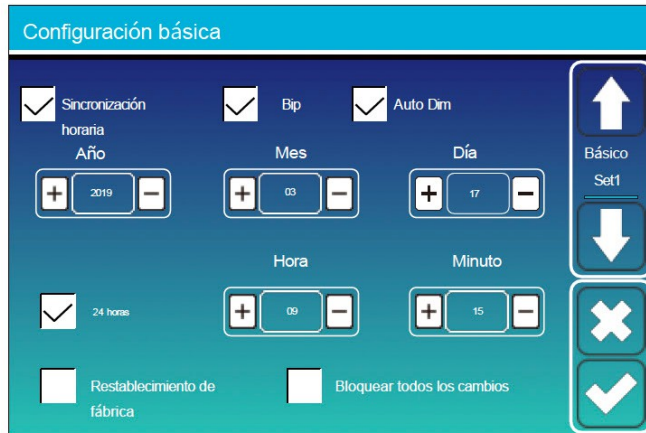 Configuración básica
Sincronización
horaria
Bip
Auto Dim
Año
Mes
Día
+ 2019 −
+ 03 −
+ 17 −
Básico
Set1
Hora
Minuto
24 horas
+ 09 −
+ 15 −
Restablecimiento de
fábrica
Bloquear todos los cambios